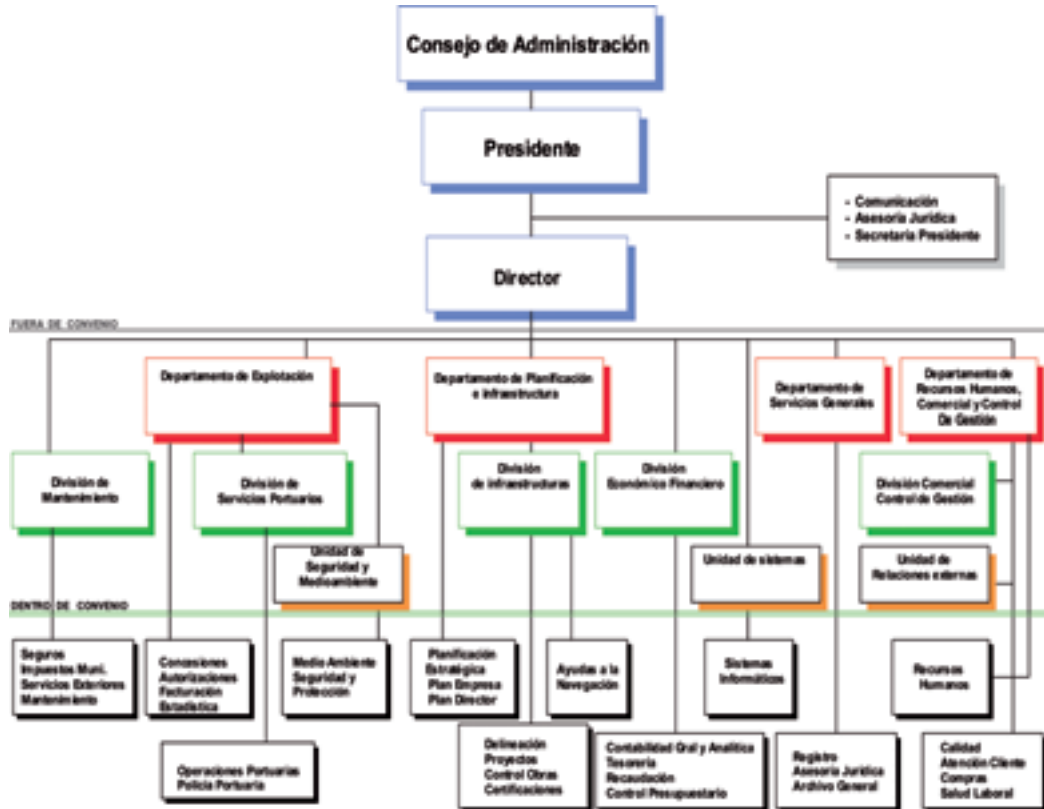 Consejo de Administración
Presidente
- Comunicación
- Asesoría Jurídica
- Secretaría Presidente
Director
FUERA DE CONVENIO
Departamento de Explotación
Departamento de Planificación
e infraestructura
Departamento de
Servicios Generales
Departamento de
Recursos Humanos,
Comercial y Control
De Gestión
División de
Mantenimiento
División de
Servicios Portuarios
División
de infraestructuras
División
Económico Financiero
División Comercial
Control de Gestión
Unidad de
Seguridad y
Medioambiente
Unidad de sistemas
Unidad de
Relaciones externas
DENTRO DE CONVENIO
Seguros
Impuestos Muni.
Servicios Exteriores
Mantenimiento
Concesiones
Autorizaciones
Facturación
Estadística
Medio Ambiente
Seguridad y
Protección
Planificación
Estratégica
Plan Empresa
Plan Director
Ayudas a la
Navegación
Sistemas
Informáticos
Recursos
Humanos
Operaciones Portuarias
Policía Portuaria
Delineación
Proyectos
Control Obras
Certificaciones
Contabilidad Gral y Analítica
Tesorería
Recaudación
Control Presupuestario
Registro
Asesoría Jurídica
Archivo General
Calidad
Atención Cliente
Compras
Salud Laboral